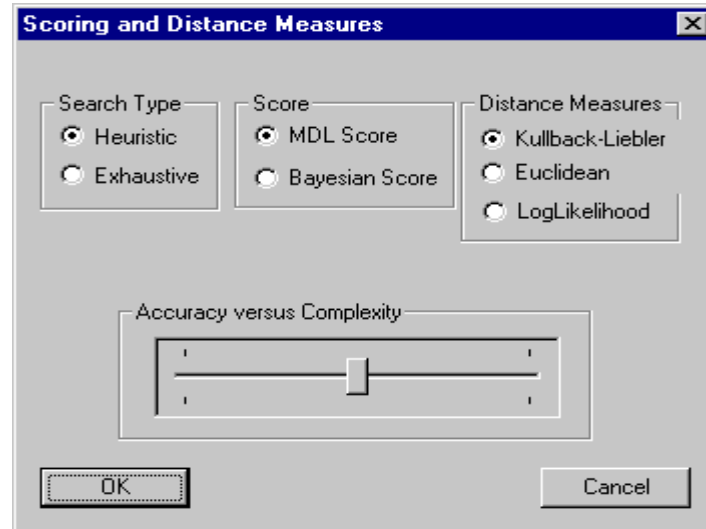 Scoring and Distance Measures
Search Type
Heuristic
Exhaustive
Score
MDL Score
Bayesian Score
Distance Measures
Kullback-Liebler
Euclidean
LogLikelihood
Accuracy versus Complexity
OK
Cancel